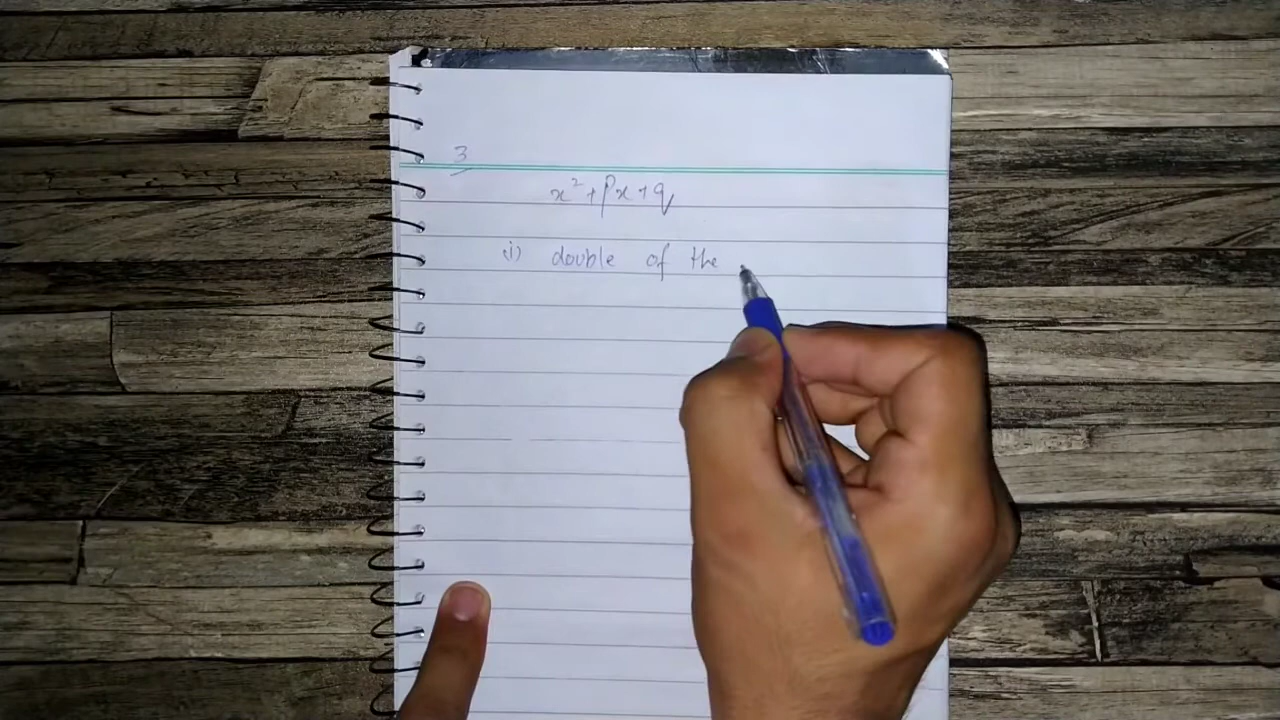 3
x² + px + q
i) double of the